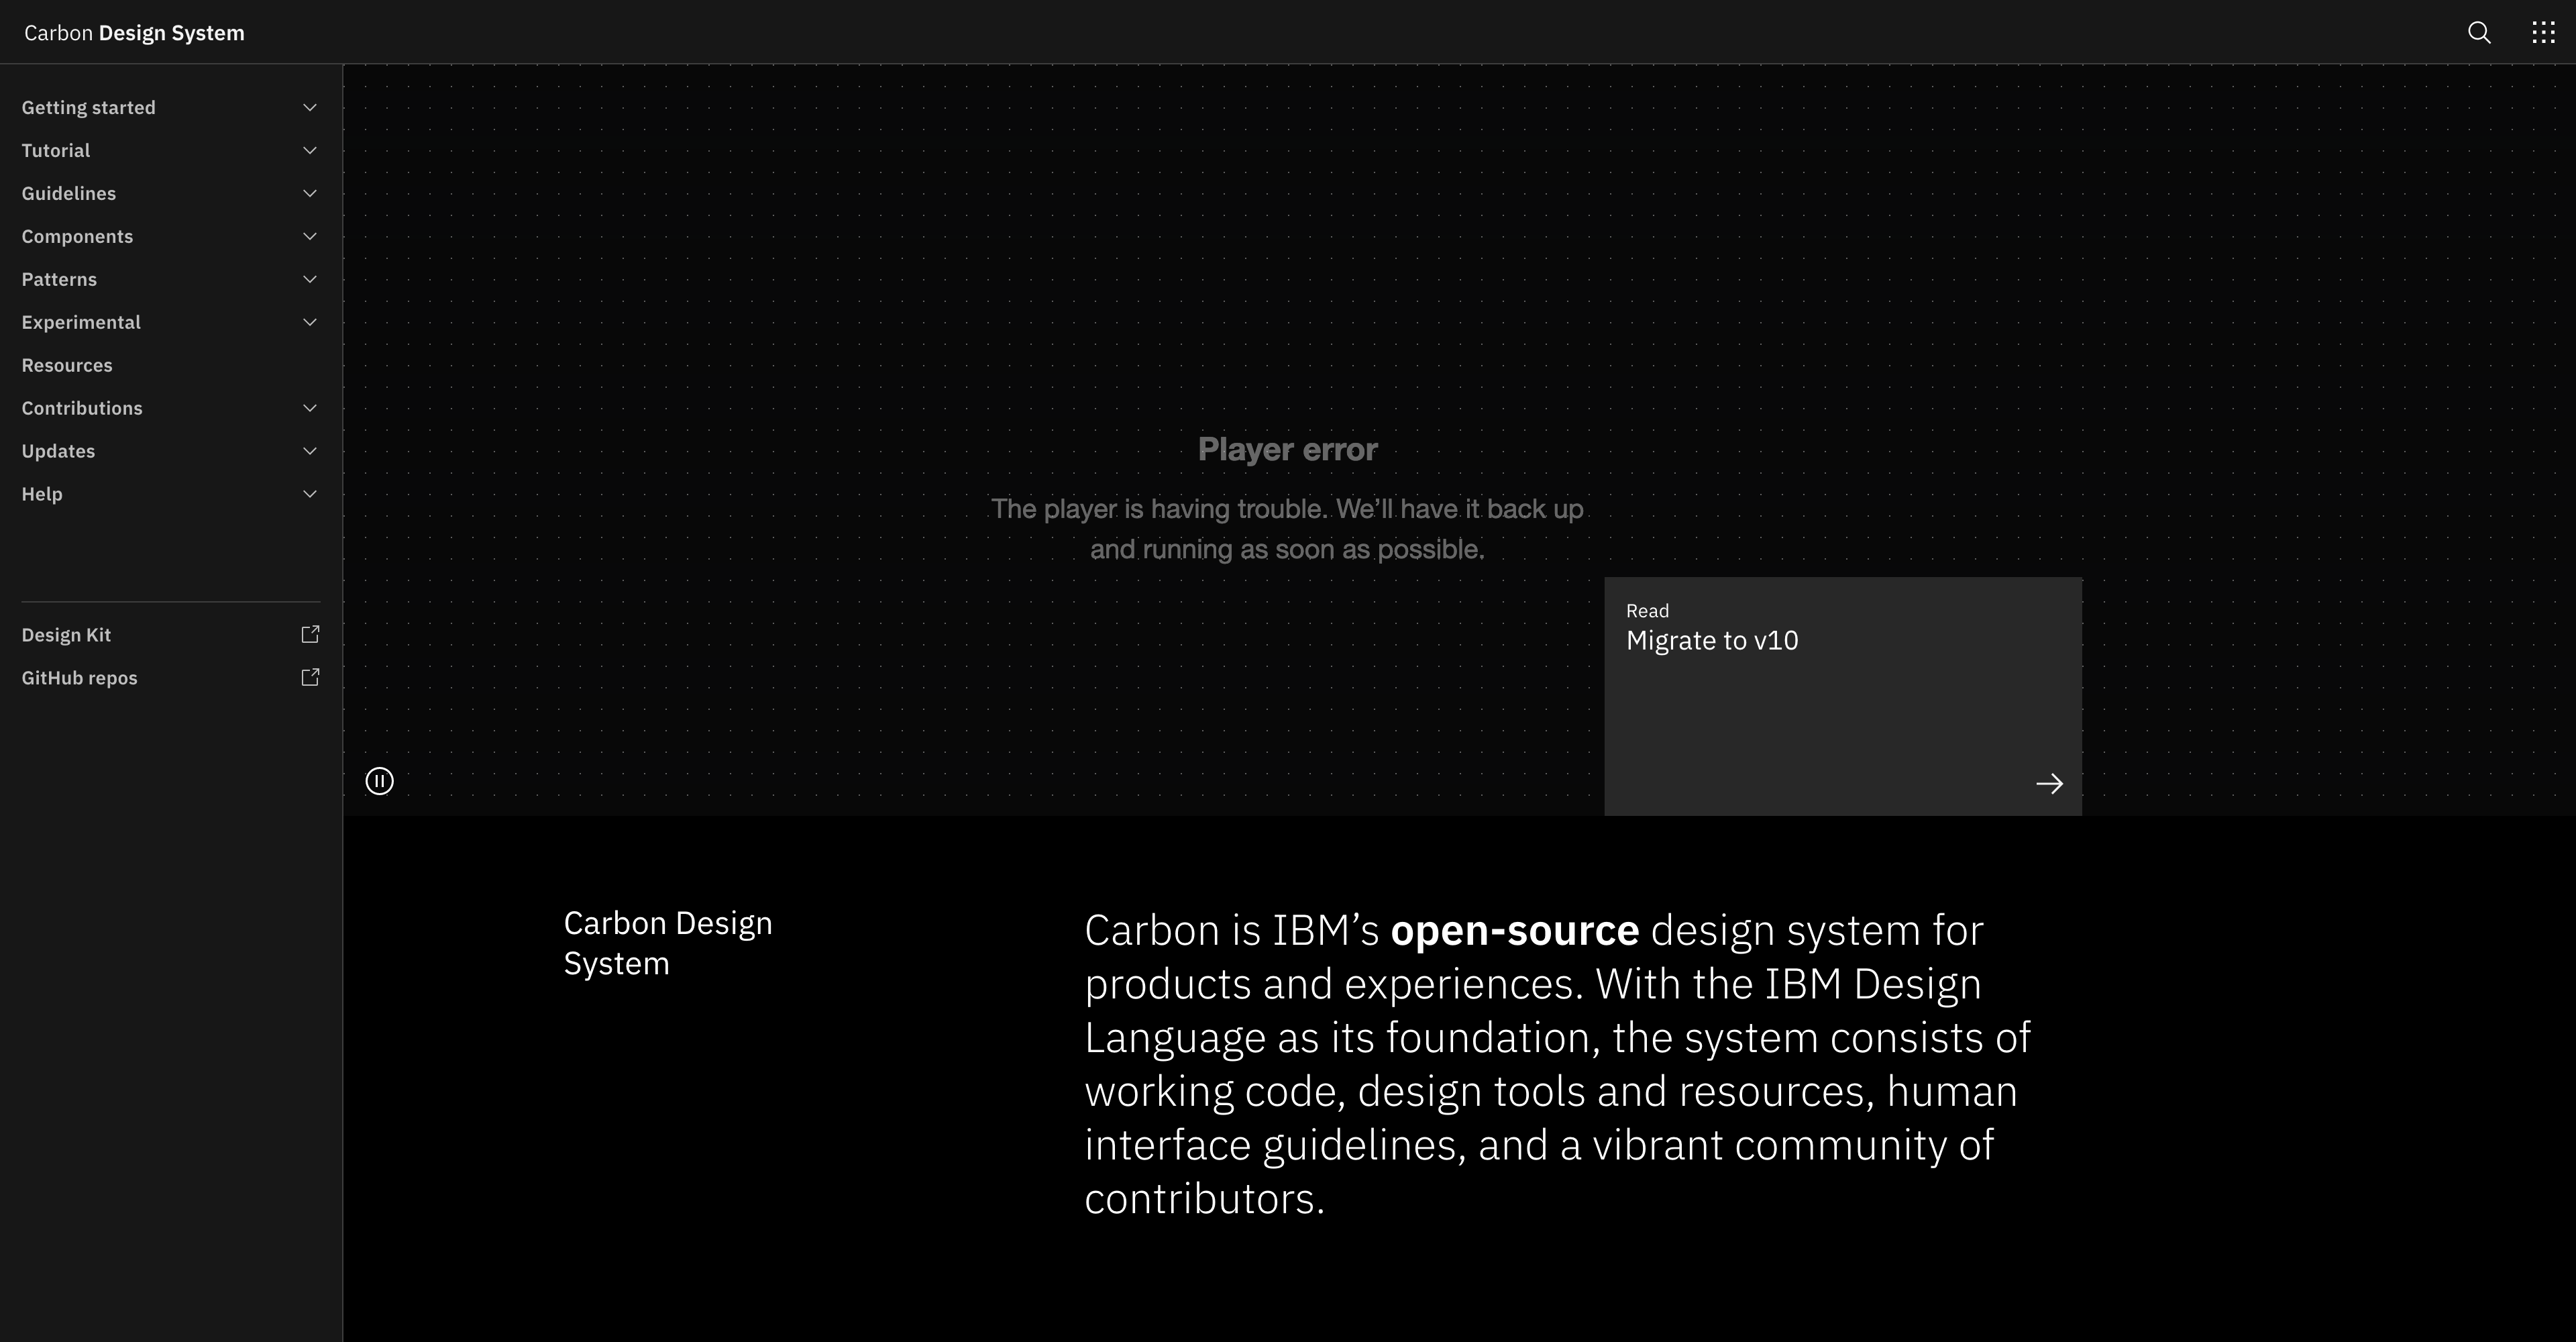 Carbon Design System
Getting started
Tutorial
Guidelines
Components
Patterns
Experimental
Resources
Contributions
Updates
Help
Design Kit
GitHub repos
Player error
The player is having trouble. We’ll have it back up
and running as soon as possible.
Read
Migrate to v10
Carbon Design
System
Carbon is IBM’s open-source design system for
products and experiences. With the IBM Design
Language as its foundation, the system consists of
working code, design tools and resources, human
interface guidelines, and a vibrant community of
contributors.